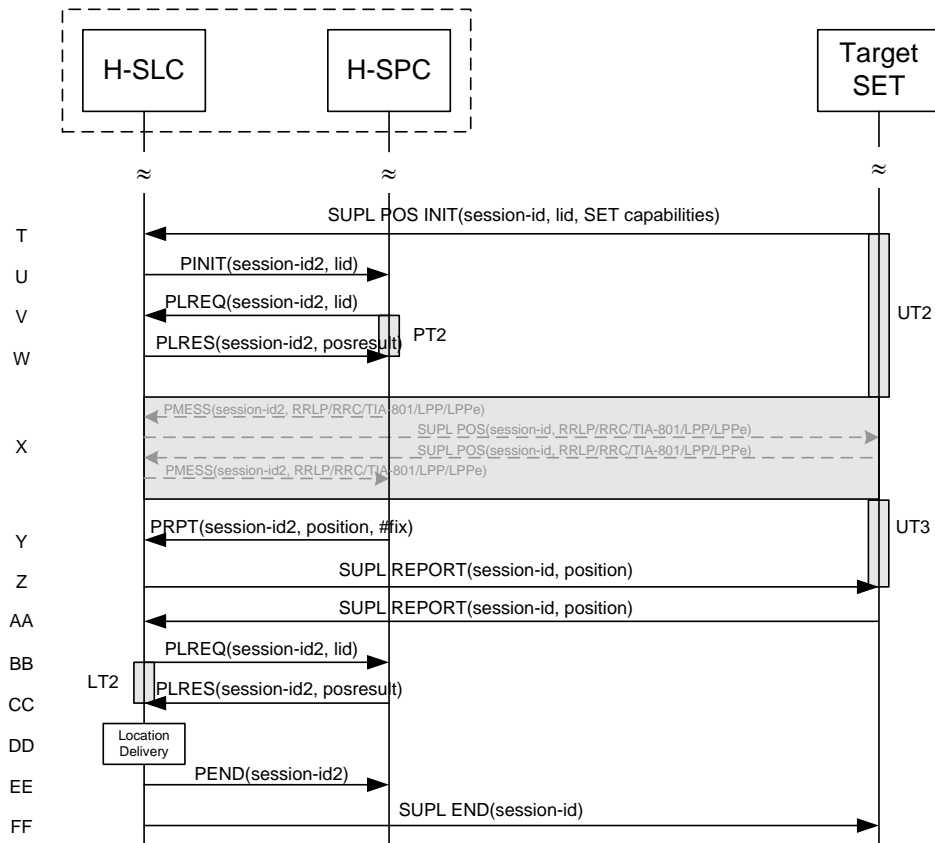 H-SLC
H-SPC
Target
SET
≈ ≈ ≈
SUPL POS INIT(session-id, lid, SET capabilities)
T
PINIT(session-id2, lid)
U
PLREQ(session-id2, lid)
V
UT2
PT2
PLRES(session-id2, posresult)
W
PMESS(session-id2, RRLP/RRC/TIA-801/LPP/LPPe)
SUPL POS(session-id, RRLP/RRC/TIA-801/LPP/LPPe)
X
SUPL POS(session-id, RRLP/RRC/TIA-801/LPP/LPPe)
PMESS(session-id2, RRLP/RRC/TIA-801/LPP/LPPe)
PRPT(session-id2, position, #fix)
UT3
Y
SUPL REPORT(session-id, position)
Z
SUPL REPORT(session-id, position)
AA
PLREQ(session-id2, lid)
BB
LT2
PLRES(session-id2, posresult)
CC
Location
Delivery
DD
PEND(session-id2)
EE
SUPL END(session-id)
FF